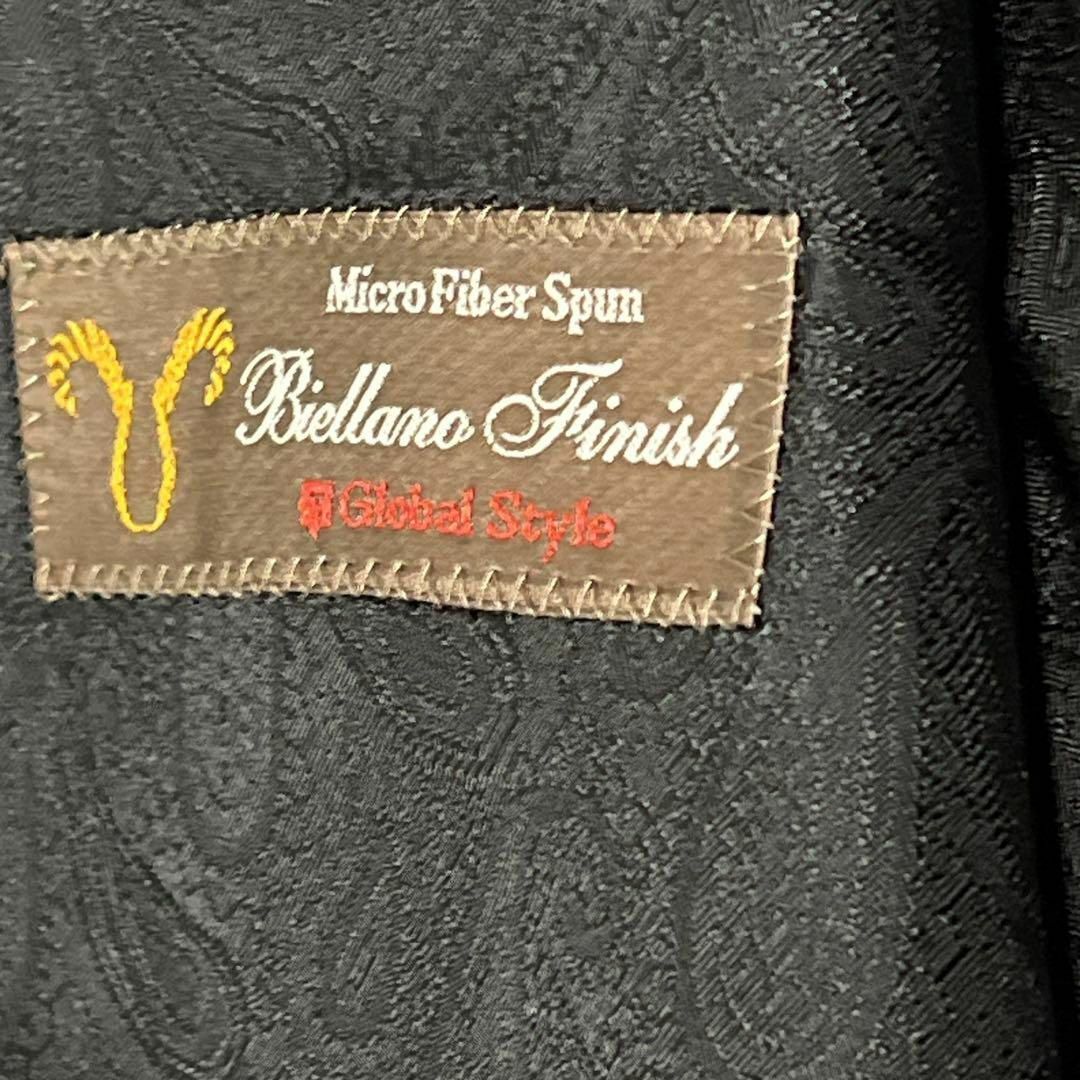 Micro Fiber Spun
Biellano Finish
Global Style